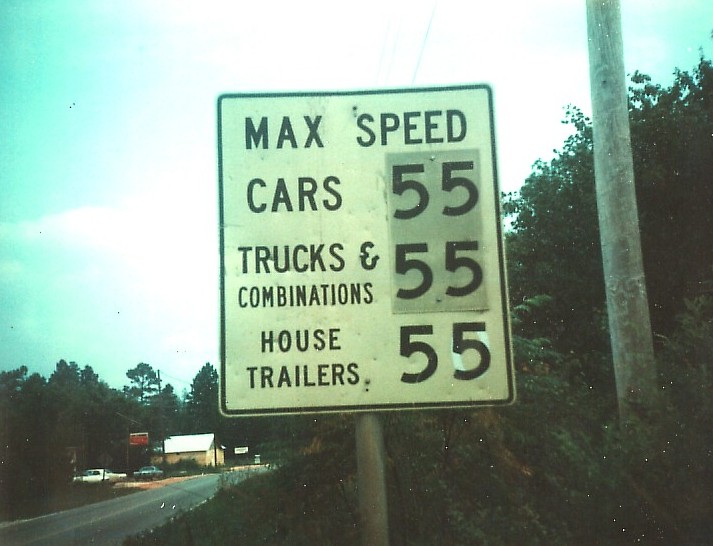 MAX SPEED
CARS 55
TRUCKS & 55
COMBINATIONS
HOUSE 55
TRAILERS.